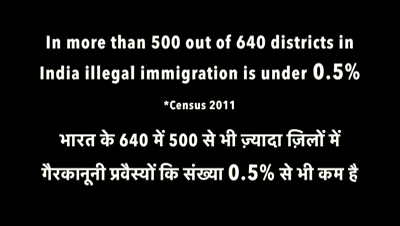 In more than 500 out of 640 districts in
India illegal immigration is under 0.5%
*Census 2011
भारत के 640 में 500 से भी ज़्यादा ज़िलों में
गैरकानूनी प्रवैस्यों कि संख्या 0.5% से भी कम है